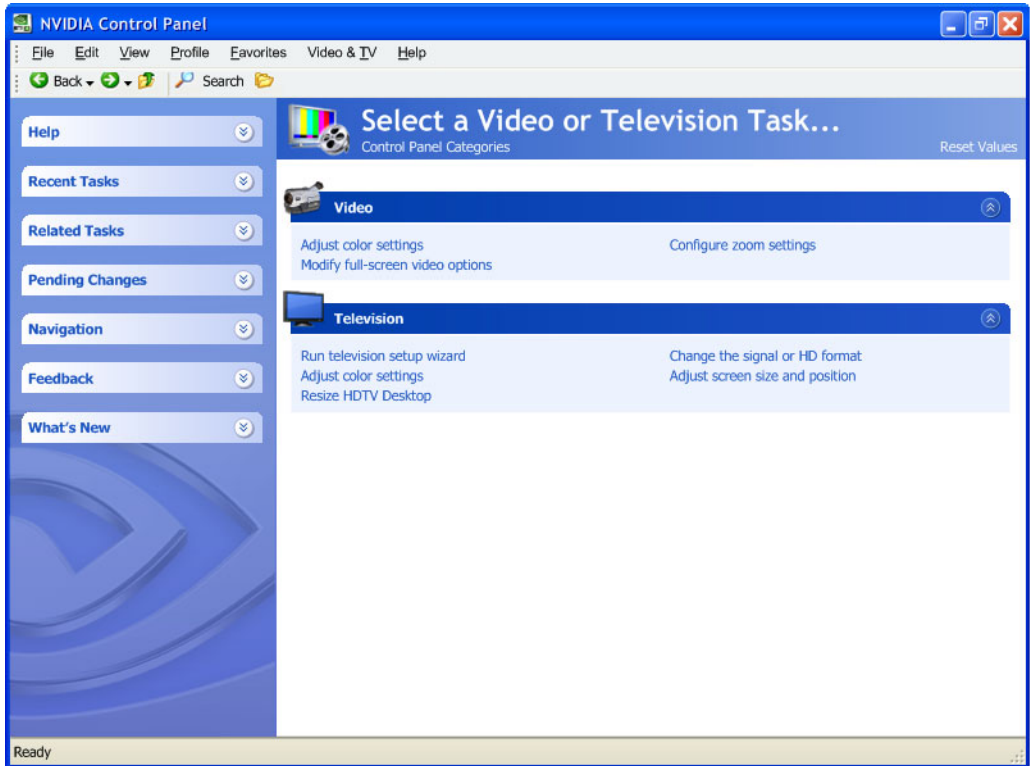 NVIDIA Control Panel
File Edit View Profile Favorites Video & TV Help
Back Search
Help
Recent Tasks
Related Tasks
Pending Changes
Navigation
Feedback
What's New
Select a Video or Television Task...
Control Panel Categories
Reset Values
Video
Adjust color settings
Configure zoom settings
Modify full-screen video options
Television
Run television setup wizard
Change the signal or HD format
Adjust color settings
Adjust screen size and position
Resize HDTV Desktop
Ready